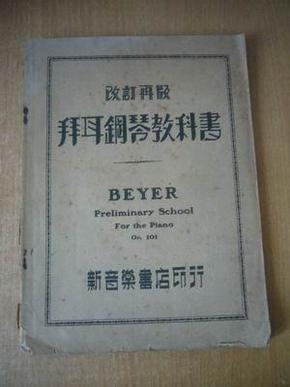 改訂再版
拜耳鋼琴教科書
BEYER
Preliminary School
For the Piano
Op. 101
新音樂書店印行